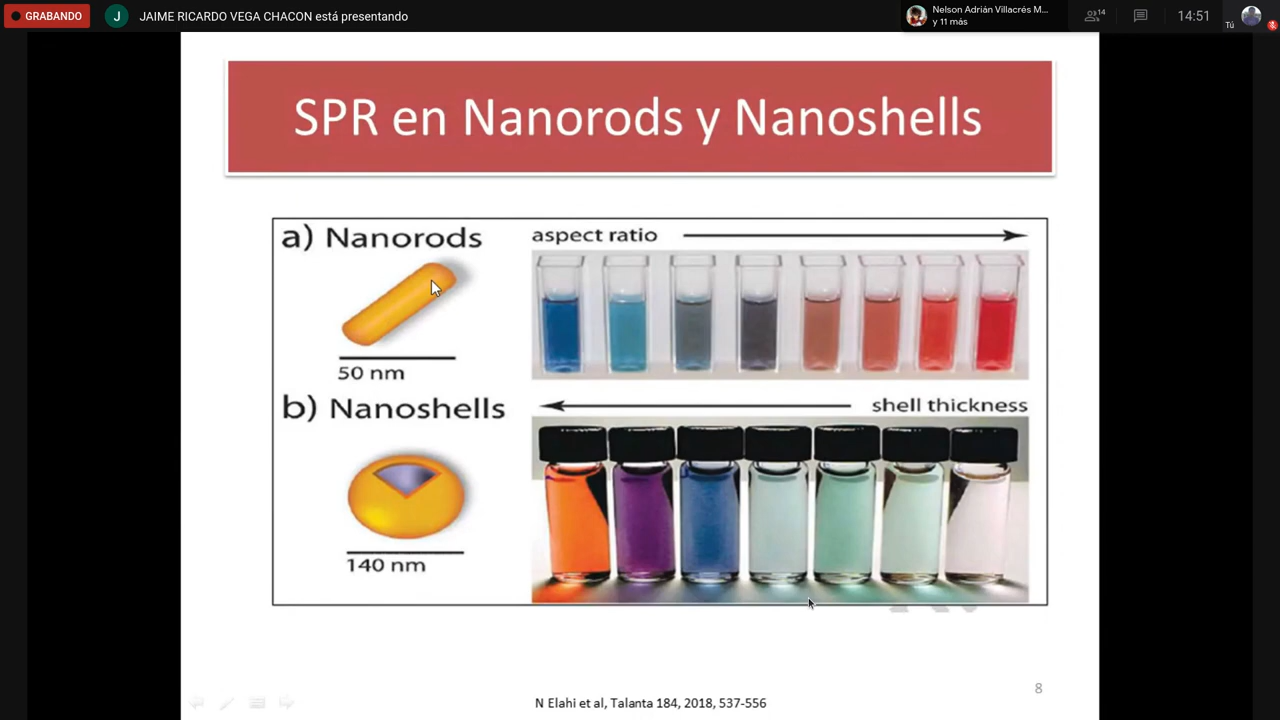 GRABANDO
J
JAIME RICARDO VEGA CHACON está presentando
Nelson Adrián Villacrés M...
y 11 más
14
14:51
Tú
SPR en Nanorods y Nanoshells
a) Nanorods
aspect ratio
50 nm
b) Nanoshells
shell thickness
140 nm
8
N Elahi et al, Talanta 184, 2018, 537-556